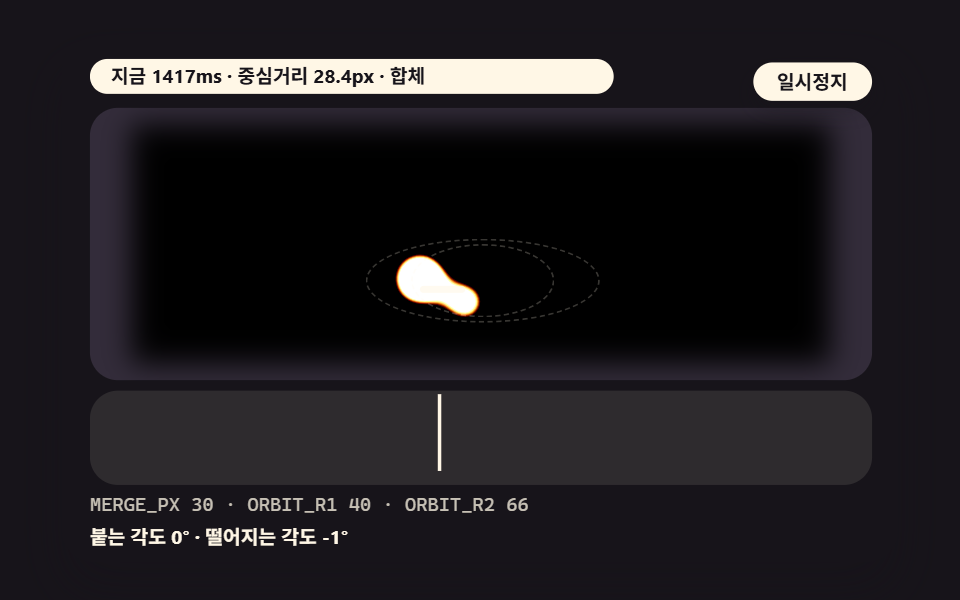 지금 1417ms · 중심거리 28.4px · 합체
일시정지
MERGE_PX 30 · ORBIT_R1 40 · ORBIT_R2 66
붙는 각도 0° · 떨어지는 각도 -1°